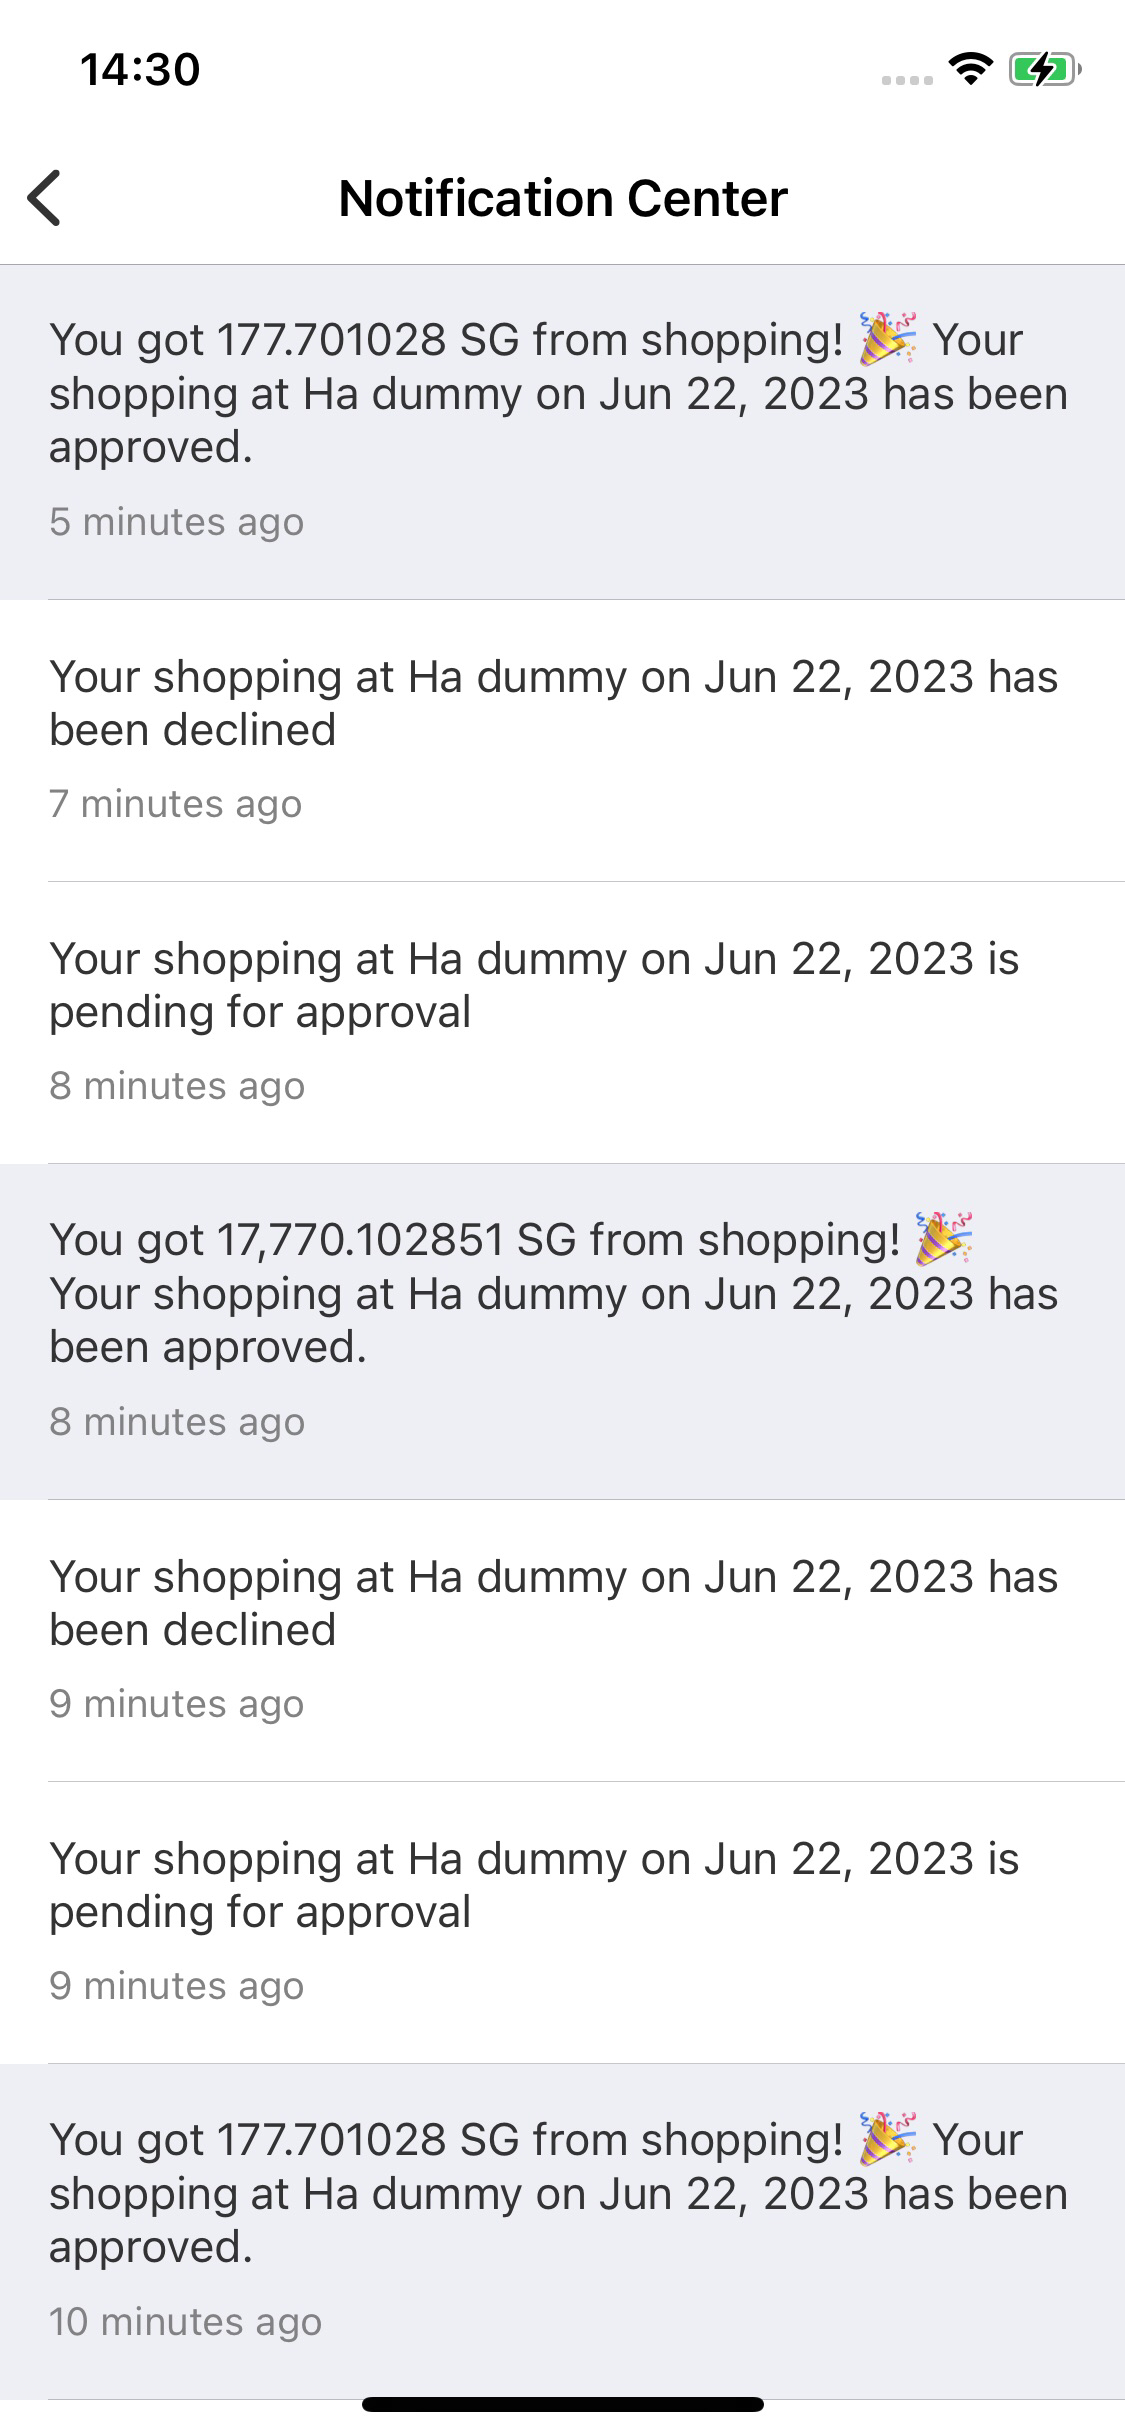 14:30
Notification Center
You got 177.701028 SG from shopping! 🎉 Your
shopping at Ha dummy on Jun 22, 2023 has been
approved.
5 minutes ago
Your shopping at Ha dummy on Jun 22, 2023 has
been declined
7 minutes ago
Your shopping at Ha dummy on Jun 22, 2023 is
pending for approval
8 minutes ago
You got 17,770.102851 SG from shopping! 🎉
Your shopping at Ha dummy on Jun 22, 2023 has
been approved.
8 minutes ago
Your shopping at Ha dummy on Jun 22, 2023 has
been declined
9 minutes ago
Your shopping at Ha dummy on Jun 22, 2023 is
pending for approval
9 minutes ago
You got 177.701028 SG from shopping! 🎉 Your
shopping at Ha dummy on Jun 22, 2023 has been
approved.
10 minutes ago